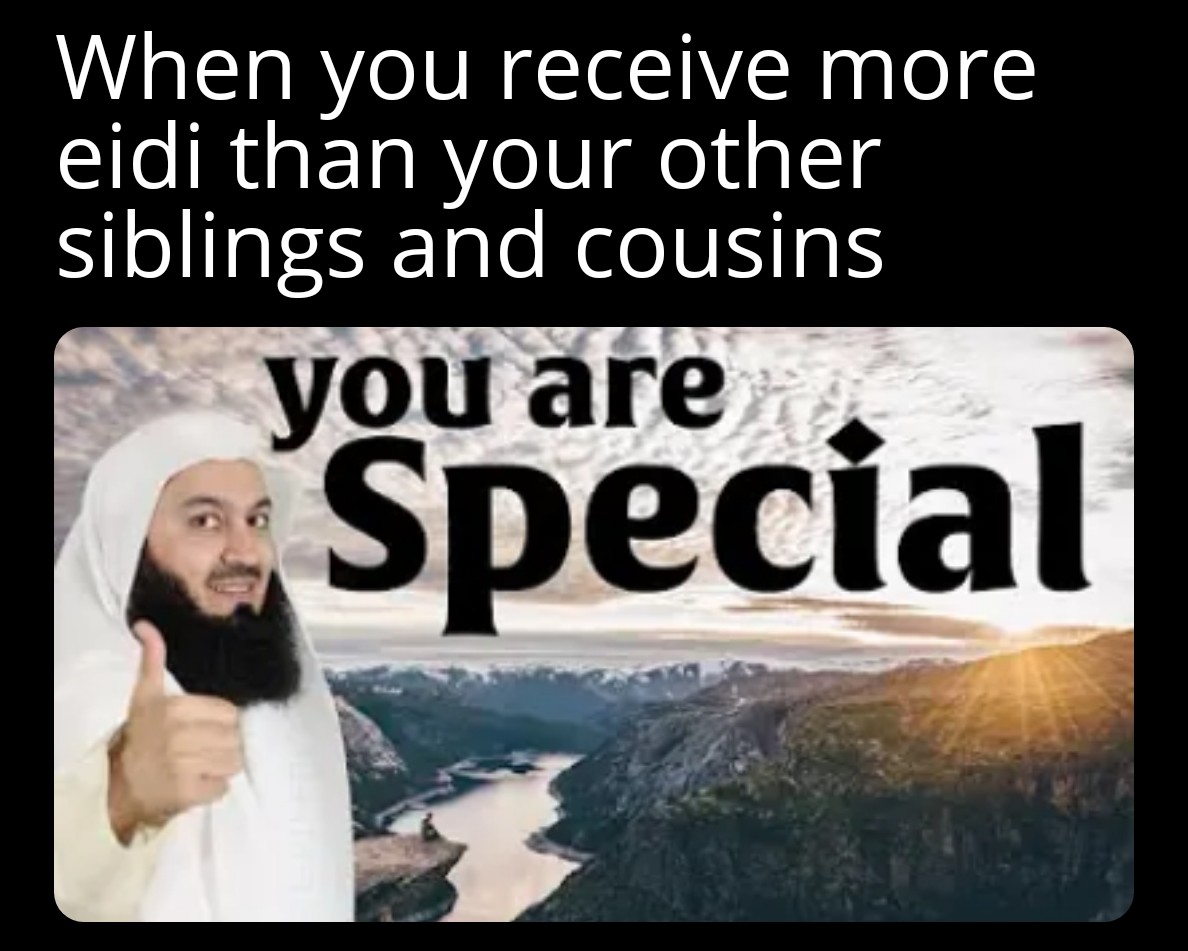 When you receive more
eidi than your other
siblings and cousins
you are
Special